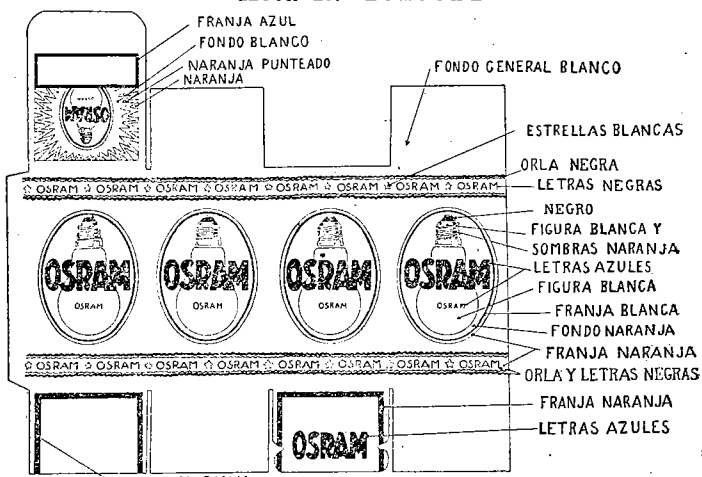 FRANJA AZUL
FONDO BLANCO
NARANJA PUNTEADO
NARANJA
FONDO GENERAL BLANCO
OSRAM
ESTRELLAS BLANCAS
ORLA NEGRA
☆ OSRAM ☆ OSRAM ☆ OSRAM ☆ OSRAM ☆ OSRAM ☆ OSRAM ☆ OSRAM ☆ OSRAM
LETRAS NEGRAS
NEGRO
FIGURA BLANCA Y
SOMBRAS NARANJA
OSRAM OSRAM OSRAM OSRAM
LETRAS AZULES
FIGURA BLANCA
OSRAM OSRAM OSRAM OSRAM
FRANJA BLANCA
FONDO NARANJA
FRANJA NARANJA
OSRAM ☆ OSRAM ☆ OSRAM ☆ OSRAM ☆ OSRAM ☆ OSRAM ☆ OSRAM ☆ OSRAM
ORLA Y LETRAS NEGRAS
FRANJA NARANJA
OSRAM
LETRAS AZULES